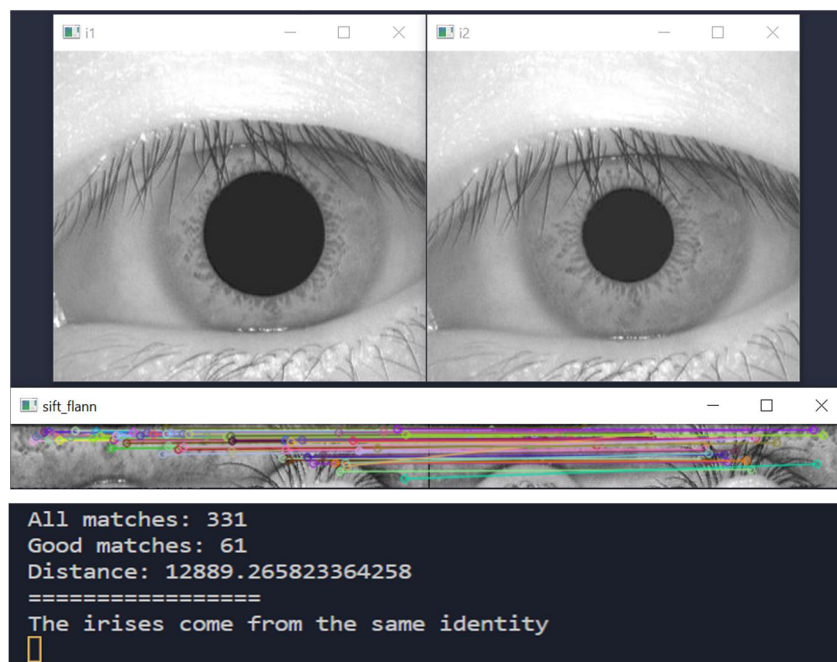 i1
i2
sift_flann
All matches: 331
Good matches: 61
Distance: 12889.265823364258
=================
The irises come from the same identity